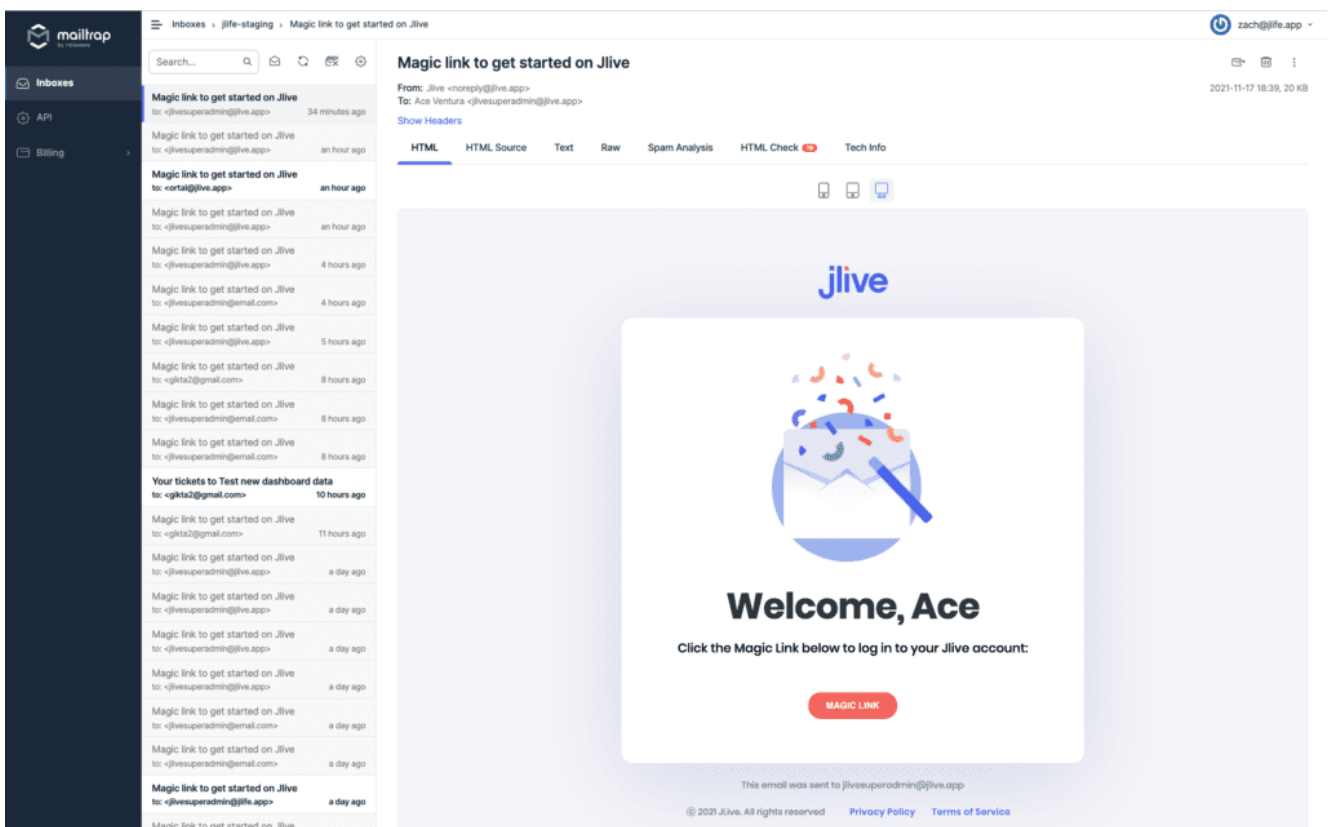 mailtrap
by railsware
Inboxes
API
Billing
Inboxes › jlife-staging › Magic link to get started on Jlive
zach@jlife.app
Search...
Magic link to get started on Jlive
to: <jlivesuperadmin@jlive.app> 34 minutes ago
Magic link to get started on Jlive
to: <jlivesuperadmin@jlive.app> an hour ago
Magic link to get started on Jlive
to: <ortal@jlive.app> an hour ago
Magic link to get started on Jlive
to: <jlivesuperadmin@jlive.app> an hour ago
Magic link to get started on Jlive
to: <jlivesuperadmin@jlive.app> 4 hours ago
Magic link to get started on Jlive
to: <jlivesuperadmin@email.com> 4 hours ago
Magic link to get started on Jlive
to: <jlivesuperadmin@jlive.app> 5 hours ago
Magic link to get started on Jlive
to: <gikta2@gmail.com> 8 hours ago
Magic link to get started on Jlive
to: <jlivesuperadmin@email.com> 8 hours ago
Magic link to get started on Jlive
to: <jlivesuperadmin@email.com> 8 hours ago
Your tickets to Test new dashboard data
to: <gikta2@gmail.com> 10 hours ago
Magic link to get started on Jlive
to: <gikta2@gmail.com> 11 hours ago
Magic link to get started on Jlive
to: <jlivesuperadmin@jlive.app> a day ago
Magic link to get started on Jlive
to: <jlivesuperadmin@jlive.app> a day ago
Magic link to get started on Jlive
to: <jlivesuperadmin@jlive.app> a day ago
Magic link to get started on Jlive
to: <jlivesuperadmin@jlive.app> a day ago
Magic link to get started on Jlive
to: <jlivesuperadmin@email.com> a day ago
Magic link to get started on Jlive
to: <jlivesuperadmin@email.com> a day ago
Magic link to get started on Jlive
to: <jlivesuperadmin@jlife.app> a day ago
Magic link to get started on Jlive
Magic link to get started on Jlive
From: Jlive <noreply@jlive.app>
2021-11-17 18:39, 20 KB
To: Ace Ventura <jlivesuperadmin@jlive.app>
Show Headers
HTML HTML Source Text Raw Spam Analysis HTML Check Tech Info
jlive
Welcome, Ace
Click the Magic Link below to log in to your Jlive account:
MAGIC LINK
This email was sent to jlivesuperadmin@jlive.app
© 2021 JLive. All rights reserved Privacy Policy Terms of Service